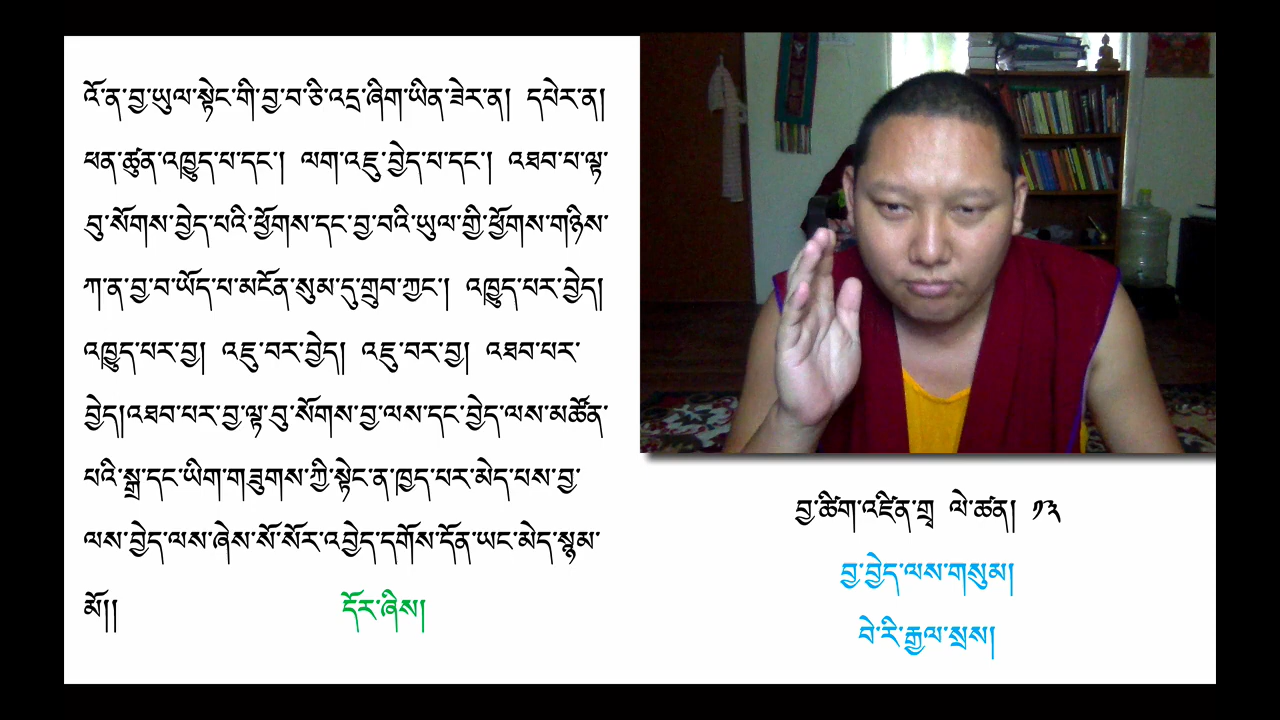 འོ་ན་བྱ་ཡུལ་སྟེང་གི་བྱ་བ་ཅི་འདྲ་ཞིག་ཡིན་ཟེར་ན། དཔེར་ན།
ཕན་ཚུན་འཁྱུད་པ་དང་། ལག་འཇུ་བྱེད་པ་དང་། འཐབ་པ་ལྟ་
བུ་སོགས་བྱེད་པའི་ཕྱོགས་དང་བྱ་བའི་ཡུལ་གྱི་ཕྱོགས་གཉིས་
ཀ་ན་བྱ་བ་ཡོད་པ་མངོན་སུམ་དུ་གྲུབ་ཀྱང་། འཁྱུད་པར་བྱེད།
འཁྱུད་པར་བྱ། འཇུ་བར་བྱེད། འཇུ་བར་བྱ། འཐབ་པར་
བྱེད།འཐབ་པར་བྱ་ལྟ་བུ་སོགས་བྱ་ལས་དང་བྱེད་ལས་མཚོན་
པའི་སྒྲ་དང་ཡིག་གཟུགས་ཀྱི་སྟེང་ན་ཁྱད་པར་མེད་པས་བྱ་
ལས་བྱེད་ལས་ཞེས་སོ་སོར་འབྱེད་དགོས་དོན་ཡང་མེད་སྙམ་
མོ།། དོར་ཞིས།
བྱ་ཚིག་འཛིན་གྲྭ ལེ་ཚན། ༡༣
བྱ་བྱེད་ལས་གསུམ།
བེ་རི་རྒྱལ་སྲས།